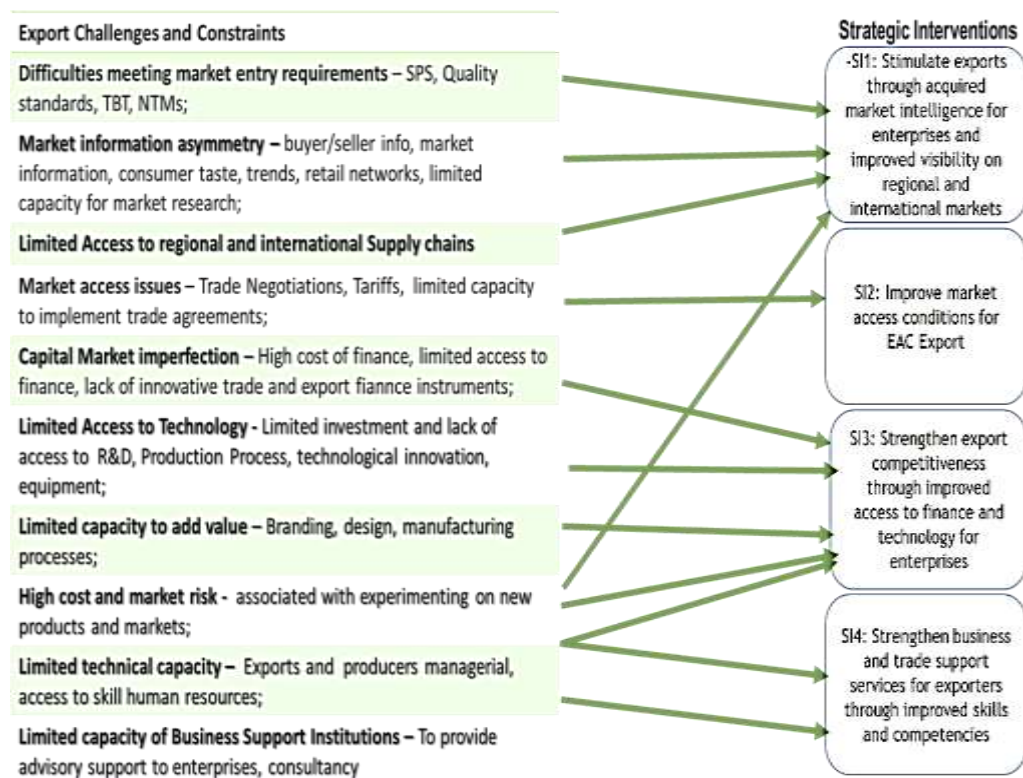 Export Challenges and Constraints
Difficulties meeting market entry requirements – SPS, Quality
standards, TBT, NTMs;
Market information asymmetry – buyer/seller info, market
information, consumer taste, trends, retail networks, limited
capacity for market research;
Limited Access to regional and international Supply chains
Market access issues – Trade Negotiations, Tariffs, limited capacity
to implement trade agreements;
Capital Market imperfection – High cost of finance, limited access to
finance, lack of innovative trade and export fiannce instruments;
Limited Access to Technology - Limited investment and lack of
access to R&D, Production Process, technological innovation,
equipment;
Limited capacity to add value – Branding, design, manufacturing
processes;
High cost and market risk - associated with experimenting on new
products and markets;
Limited technical capacity – Exports and producers managerial,
access to skill human resources;
Limited capacity of Business Support Institutions – To provide
advisory support to enterprises, consultancy
Strategic Interventions
-SI1: Stimulate exports
through acquired
market intelligence for
enterprises and
improved visibility on
regional and
international markets
SI2: Improve market
access conditions for
EAC Export
SI3: Strengthen export
competitiveness
through improved
access to finance and
technology for
enterprises
SI4: Strengthen business
and trade support
services for exporters
through improved skills
and competencies